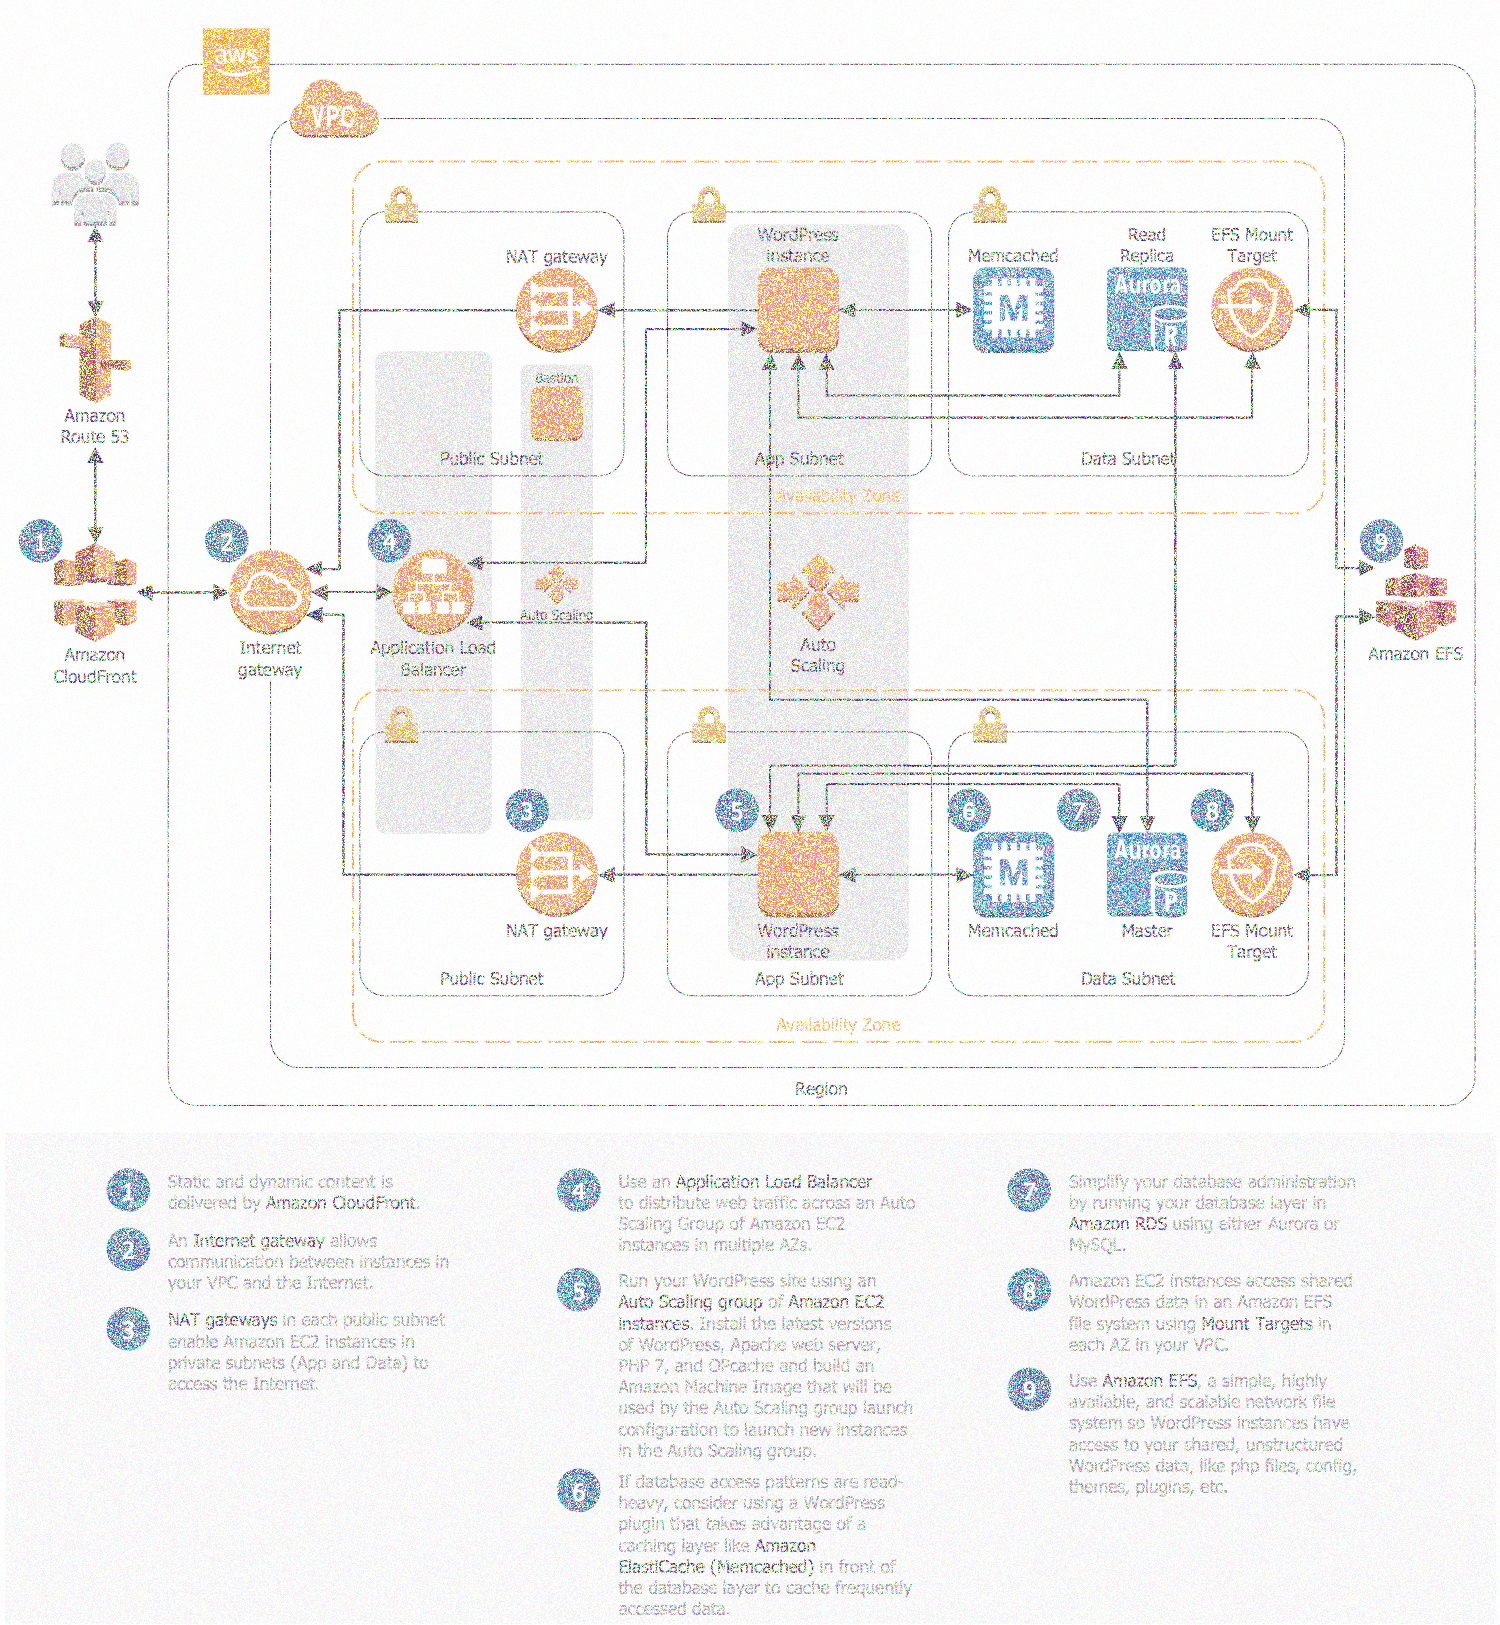 aws
VPC
NAT gateway
WordPress
instance
Memcached
Read
Replica
EFS Mount
Target
Aurora
M
R
Bastion
Amazon
Route 53
Public Subnet
App Subnet
Data Subnet
Availability Zone
1
2
4
9
Amazon
CloudFront
Internet
gateway
Application Load
Balancer
Auto Scaling
Auto
Scaling
Amazon EFS
3
5
6
7
8
M
Aurora
P
NAT gateway
WordPress
instance
Memcached
Master
EFS Mount
Target
Public Subnet
App Subnet
Data Subnet
Availability Zone
Region
1
Static and dynamic content is
delivered by Amazon CloudFront.
2
An Internet gateway allows
communication between instances in
your VPC and the Internet.
3
NAT gateways in each public subnet
enable Amazon EC2 instances in
private subnets (App and Data) to
access the Internet.
4
Use an Application Load Balancer
to distribute web traffic across an Auto
Scaling Group of Amazon EC2
instances in multiple AZs.
5
Run your WordPress site using an
Auto Scaling group of Amazon EC2
instances. Install the latest versions
of WordPress, Apache web server,
PHP 7, and OPcache and build an
Amazon Machine Image that will be
used by the Auto Scaling group launch
configuration to launch new instances
in the Auto Scaling group.
6
If database access patterns are read-
heavy, consider using a WordPress
plugin that takes advantage of a
caching layer like Amazon
ElastiCache (Memcached) in front of
the database layer to cache frequently
accessed data.
7
Simplify your database administration
by running your database layer in
Amazon RDS using either Aurora or
MySQL.
8
Amazon EC2 instances access shared
WordPress data in an Amazon EFS
file system using Mount Targets in
each AZ in your VPC.
9
Use Amazon EFS, a simple, highly
available, and scalable network file
system so WordPress instances have
access to your shared, unstructured
WordPress data, like php files, config,
themes, plugins, etc.